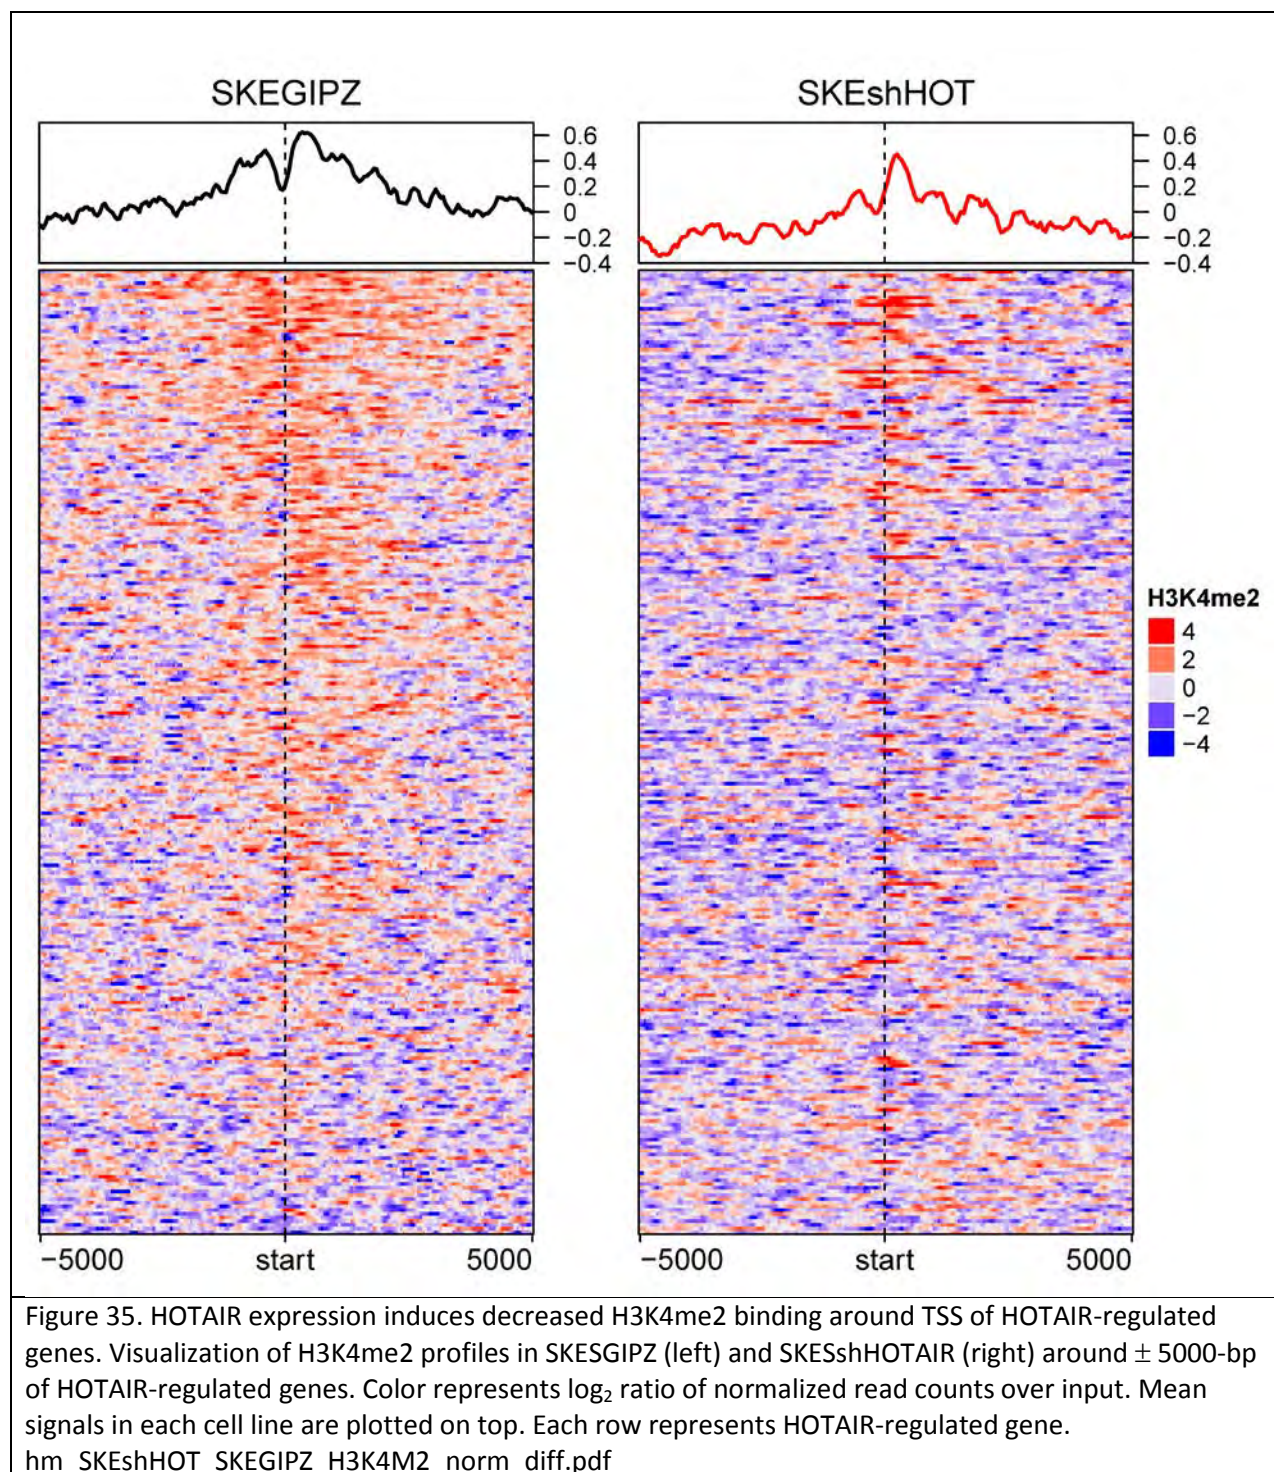 SKEGIPZ
SKEshHOT
0.6
0.4
0.2
0
−0.2
−0.4
0.6
0.4
0.2
0
−0.2
−0.4
H3K4me2
4
2
0
−2
−4
−5000 start 5000
−5000 start 5000
Figure 35. HOTAIR expression induces decreased H3K4me2 binding around TSS of HOTAIR-regulated
genes. Visualization of H3K4me2 profiles in SKESGIPZ (left) and SKESshHOTAIR (right) around ± 5000-bp
of HOTAIR-regulated genes. Color represents log₂ ratio of normalized read counts over input. Mean
signals in each cell line are plotted on top. Each row represents HOTAIR-regulated gene.
hm_SKEshHOT_SKEGIPZ_H3K4M2_norm_diff.pdf